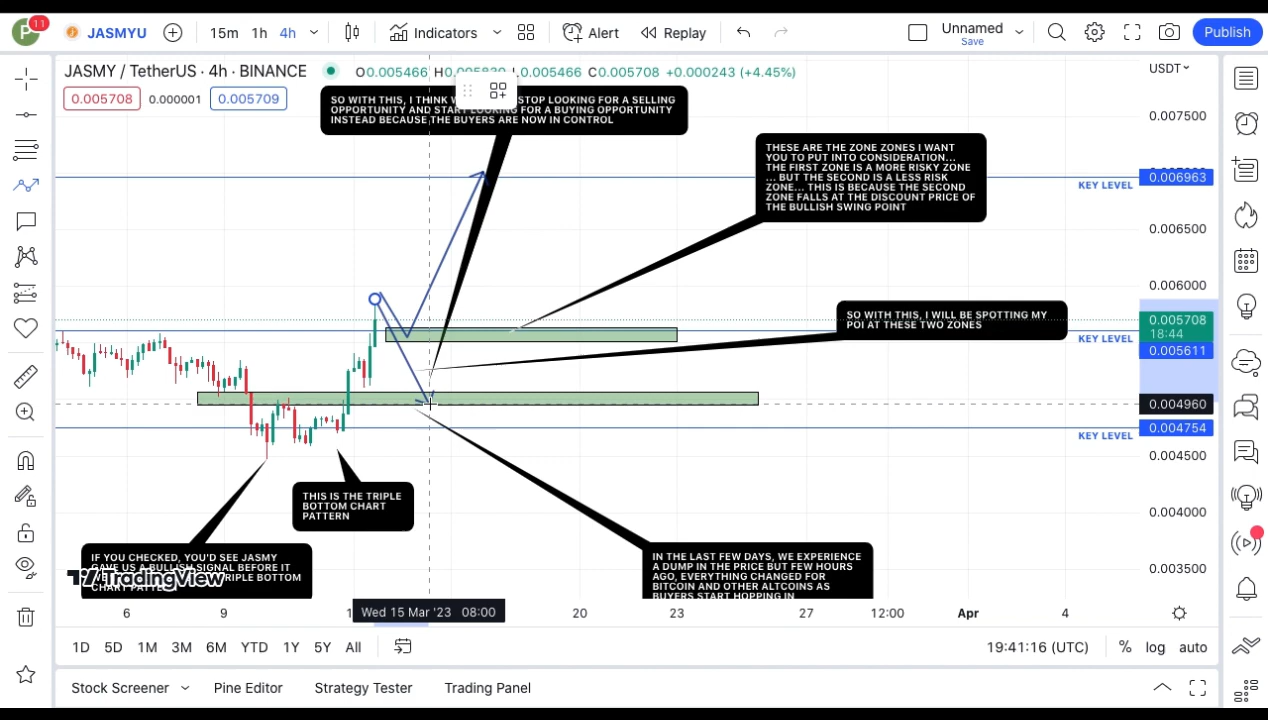 P
11
JASMYU
15m 1h 4h
Indicators
Alert
Replay
Unnamed
Save
Publish
JASMY / TetherUS · 4h · BINANCE
O0.005466 H0.005830 L0.005466 C0.005708 +0.000243 (+4.45%)
0.005708 0.000001 0.005709
USDT
SO WITH THIS, I THINK W STOP LOOKING FOR A SELLING
OPPORTUNITY AND START LOOKING FOR A BUYING OPPORTUNITY
INSTEAD BECAUSE THE BUYERS ARE NOW IN CONTROL
THESE ARE THE ZONE ZONES I WANT
YOU TO PUT INTO CONSIDERATION...
THE FIRST ZONE IS A MORE RISKY ZONE
... BUT THE SECOND IS A LESS RISK
ZONE... THIS IS BECAUSE THE SECOND
ZONE FALLS AT THE DISCOUNT PRICE OF
THE BULLISH SWING POINT
0.007500
0.006963
KEY LEVEL
0.006500
0.006000
SO WITH THIS, I WILL BE SPOTTING MY
POI AT THESE TWO ZONES
0.005708
18:44
KEY LEVEL
0.005611
0.004960
0.004754
KEY LEVEL
0.004500
0.004000
0.003500
THIS IS THE TRIPLE
BOTTOM CHART
PATTERN
IF YOU CHECKED, YOU'D SEE JASMY
GAVE US A BULLISH SIGNAL BEFORE IT
TRIPLE BOTTOM
CHART
TradingView
IN THE LAST FEW DAYS, WE EXPERIENCE
A DUMP IN THE PRICE BUT FEW HOURS
AGO, EVERYTHING CHANGED FOR
BITCOIN AND OTHER ALTCOINS AS
BUYERS START HOPPING IN
6 9 Wed 15 Mar '23 08:00 20 23 27 12:00 Apr 4
1D 5D 1M 3M 6M YTD 1Y 5Y All
19:41:16 (UTC) % log auto
Stock Screener Pine Editor Strategy Tester Trading Panel